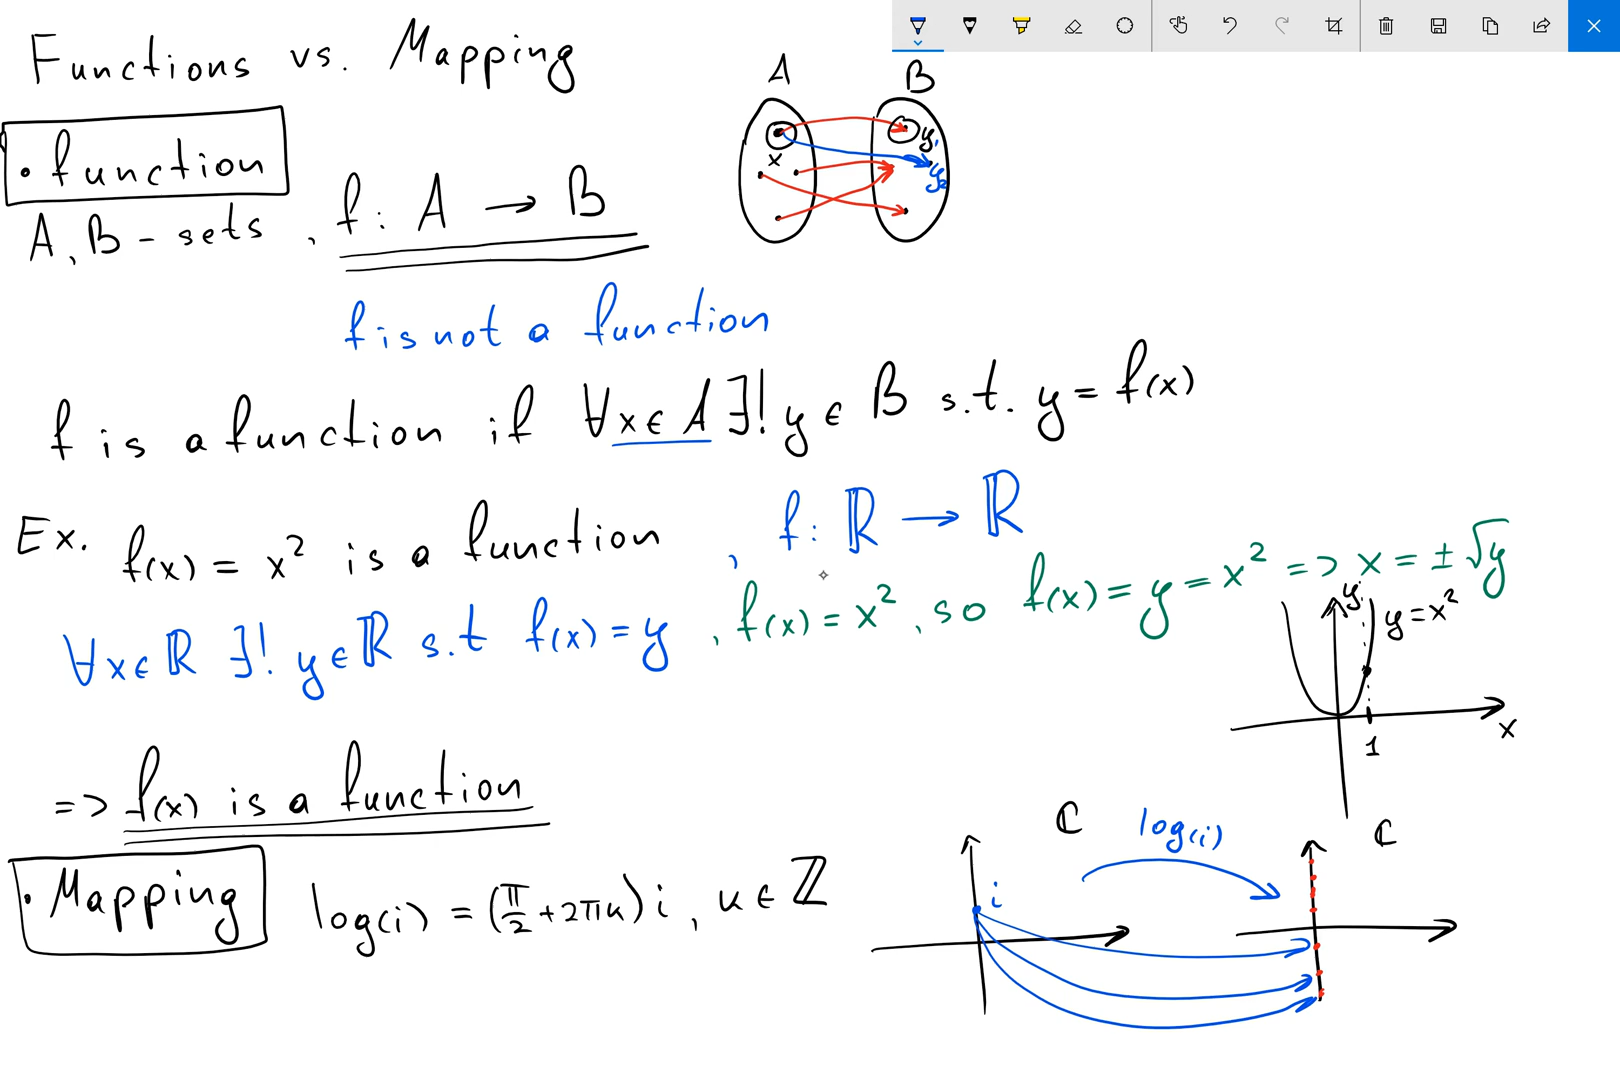 Functions vs. Mapping
A B
• function
x y₁ y₂
A, B - sets , f: A → B
f is not a function
f is a function if ∀x∈A ∃! y∈B s.t. y = f(x)
Ex. f(x) = x² is a function , f: ℝ → ℝ
∀x∈ℝ ∃! y∈ℝ s.t f(x) = y , f(x) = x² , so f(x) = y = x² => x = ±√y
y y = x²
x
1
=> f(x) is a function
ℂ log(i) ℂ
• Mapping log(i) = (π/2 + 2πk) i , k ∈ ℤ
i